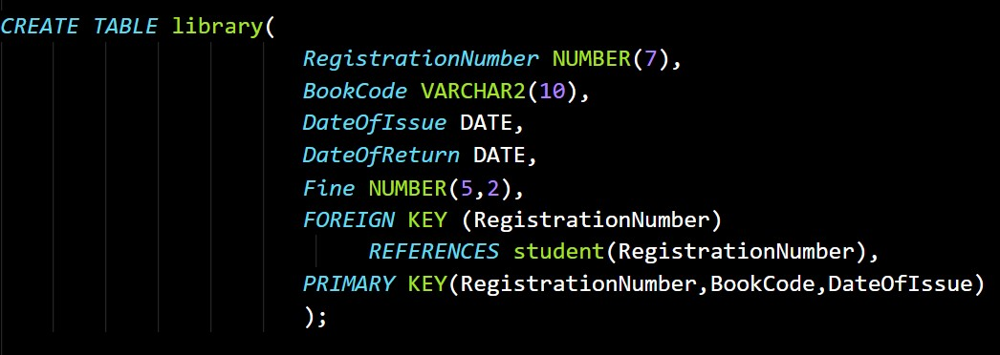 CREATE TABLE library(
RegistrationNumber NUMBER(7),
BookCode VARCHAR2(10),
DateOfIssue DATE,
DateOfReturn DATE,
Fine NUMBER(5,2),
FOREIGN KEY (RegistrationNumber)
REFERENCES student(RegistrationNumber),
PRIMARY KEY(RegistrationNumber,BookCode,DateOfIssue)
);